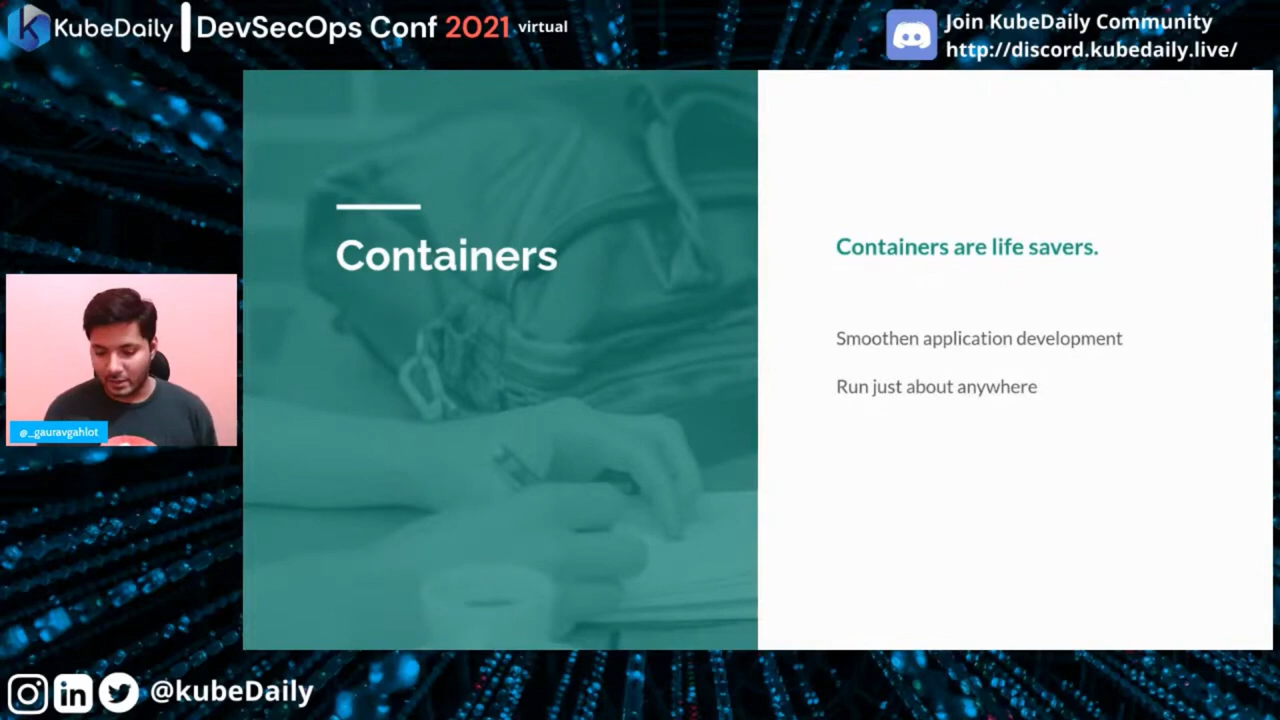 KubeDaily | DevSecOps Conf 2021 virtual
Join KubeDaily Community
http://discord.kubedaily.live/
Containers
Containers are life savers.
Smoothen application development
Run just about anywhere
@_gauravgahlot
@kubeDaily